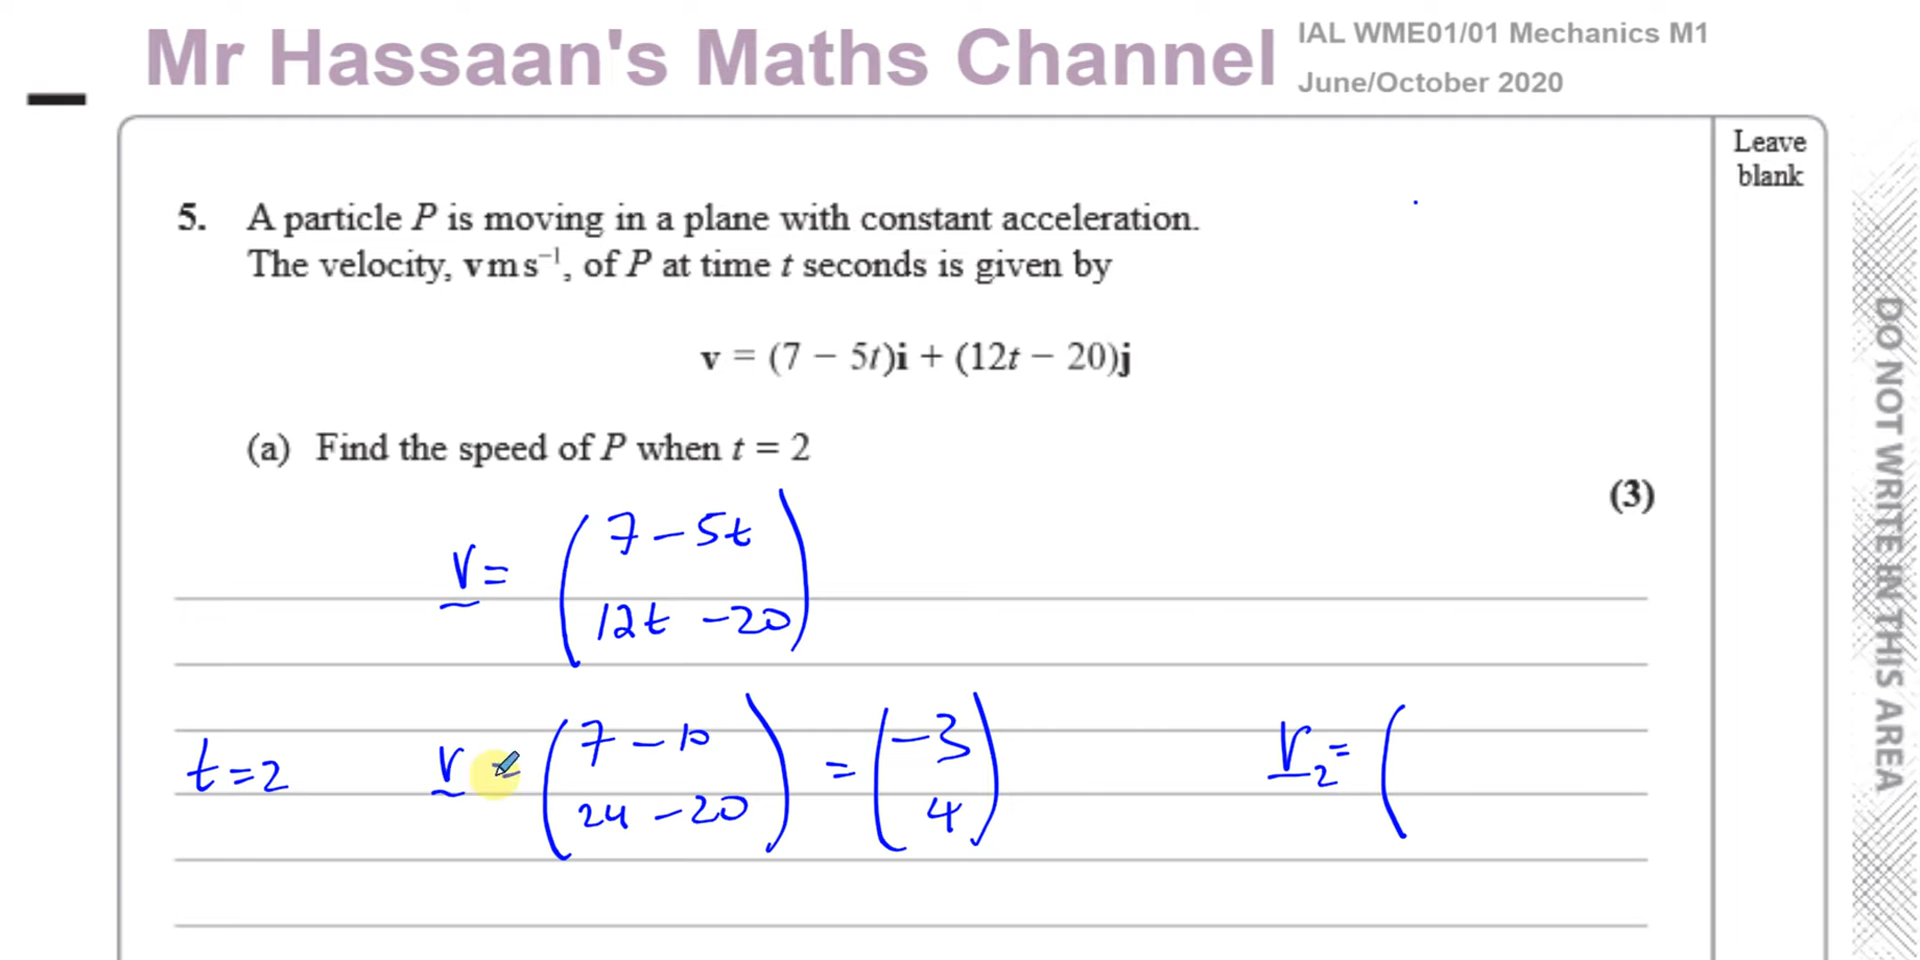 Mr Hassaan's Maths Channel
IAL WME01/01 Mechanics M1
June/October 2020
Leave
blank
5. A particle P is moving in a plane with constant acceleration.
The velocity, v m s⁻¹, of P at time t seconds is given by
v = (7 − 5t)i + (12t − 20)j
(a) Find the speed of P when t = 2
(3)
v = ( 7 − 5t
12t − 20 )
t = 2 v = ( 7 − 10
24 − 20 ) = ( −3
4 ) v₂ = (
DO NOT WRITE IN THIS AREA